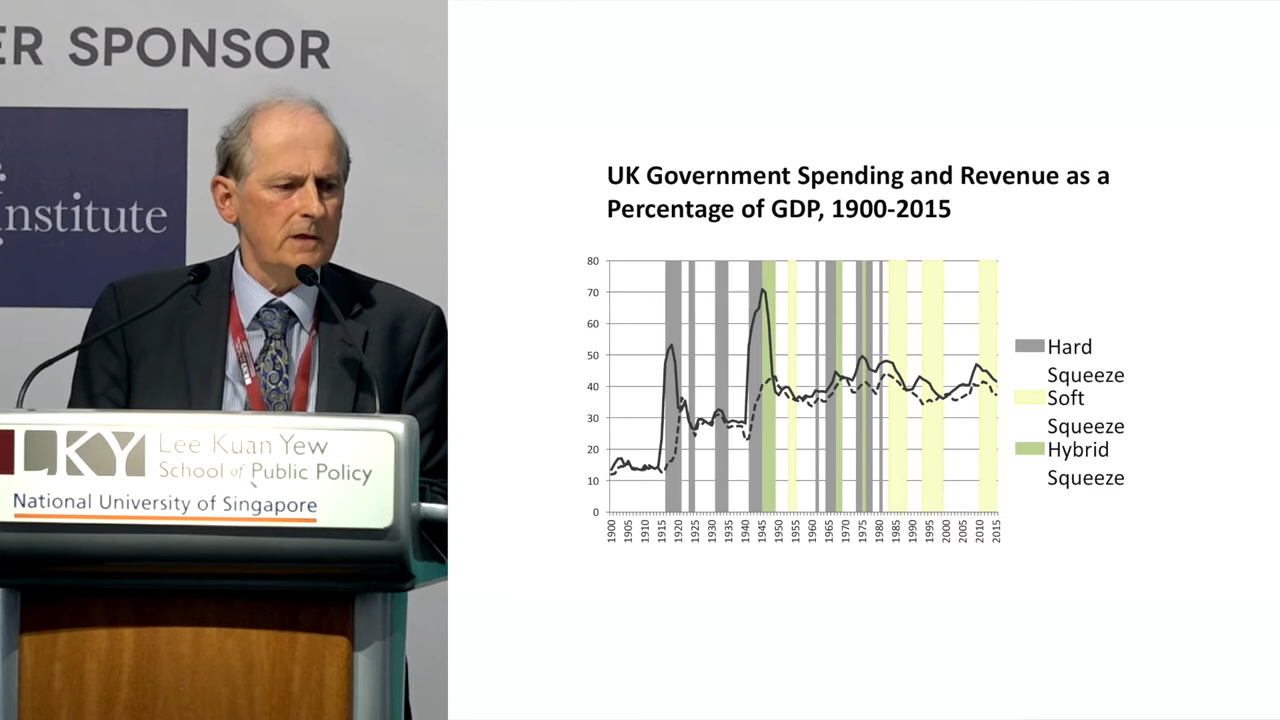 ER SPONSOR
nstitute
LKY
Lee Kuan Yew
School of Public Policy
National University of Singapore
UK Government Spending and Revenue as a
Percentage of GDP, 1900-2015
80
70
60
50
40
30
20
10
0
1900
1905
1910
1915
1920
1925
1930
1935
1940
1945
1950
1955
1960
1965
1970
1975
1980
1985
1990
1995
2000
2005
2010
2015
Hard
Squeeze
Soft
Squeeze
Hybrid
Squeeze